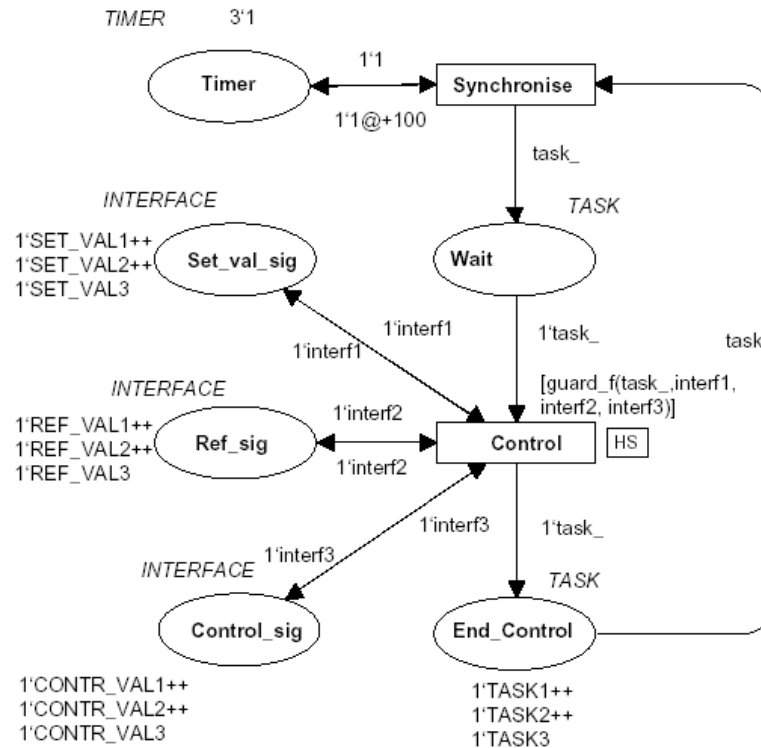 TIMER 3‘1
1‘1
Timer
Synchronise
1‘1@+100
task_
INTERFACE
TASK
1‘SET_VAL1++
1‘SET_VAL2++
1‘SET_VAL3
Set_val_sig
Wait
1‘interf1
1‘interf1
1‘task_
task
INTERFACE
[guard_f(task_,interf1,
interf2, interf3)]
1‘REF_VAL1++
1‘REF_VAL2++
1‘REF_VAL3
1‘interf2
Ref_sig
Control
HS
1‘interf2
1‘interf3
1‘interf3
1‘task_
INTERFACE
TASK
Control_sig
End_Control
1‘CONTR_VAL1++
1‘CONTR_VAL2++
1‘CONTR_VAL3
1‘TASK1++
1‘TASK2++
1‘TASK3